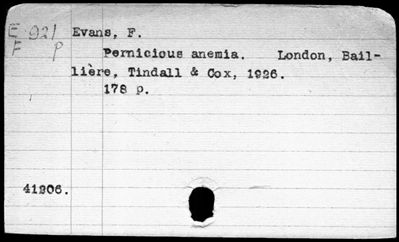 E 921 Evans, F.
F P
Pernicious anemia. London, Bail-
lière, Tindall & Cox, 1926.
178 p.
41206.